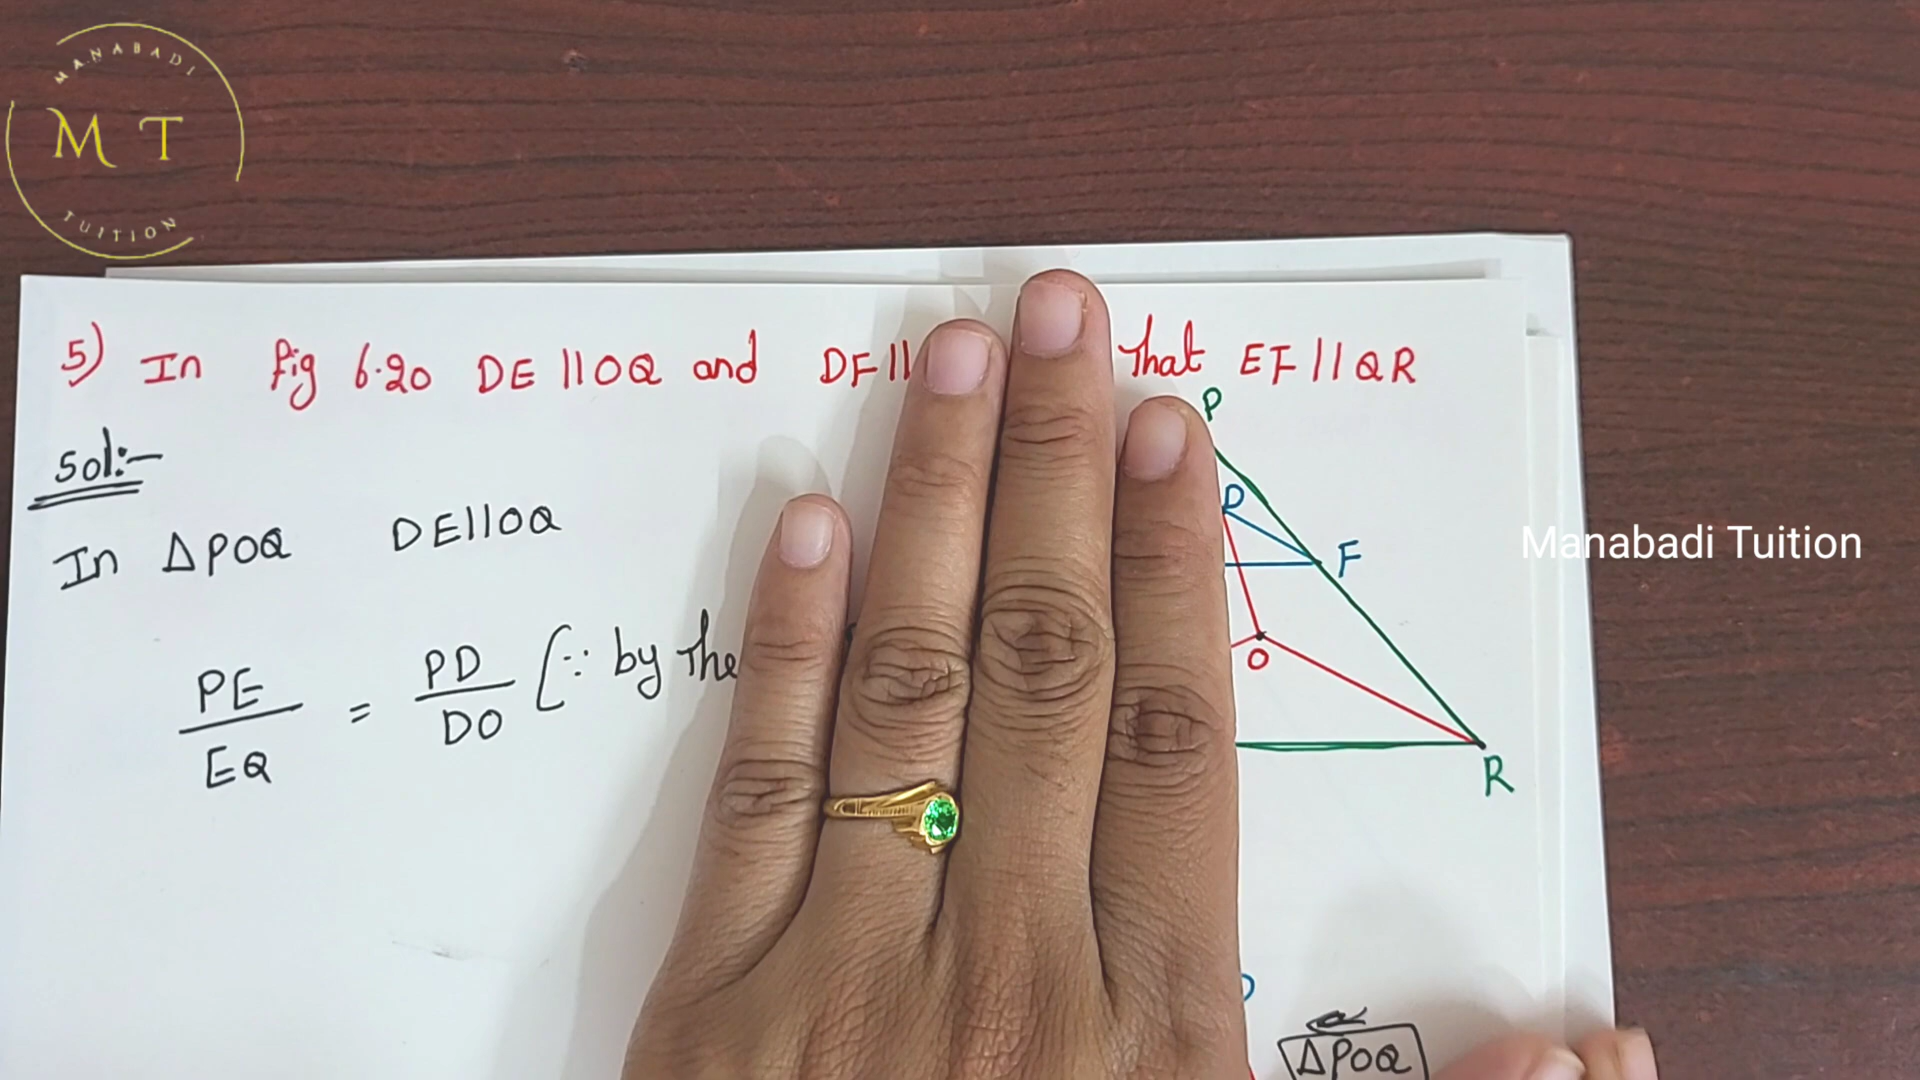 MANABADI
M T
TUITION
5) In fig 6.20 DE || OQ and DF || That EF || QR
Sol:-
In ΔPOQ DE || OQ
PE/EQ = PD/DO [∵ by The
P
D
F
O
R
Manabadi Tuition
ΔPOQ